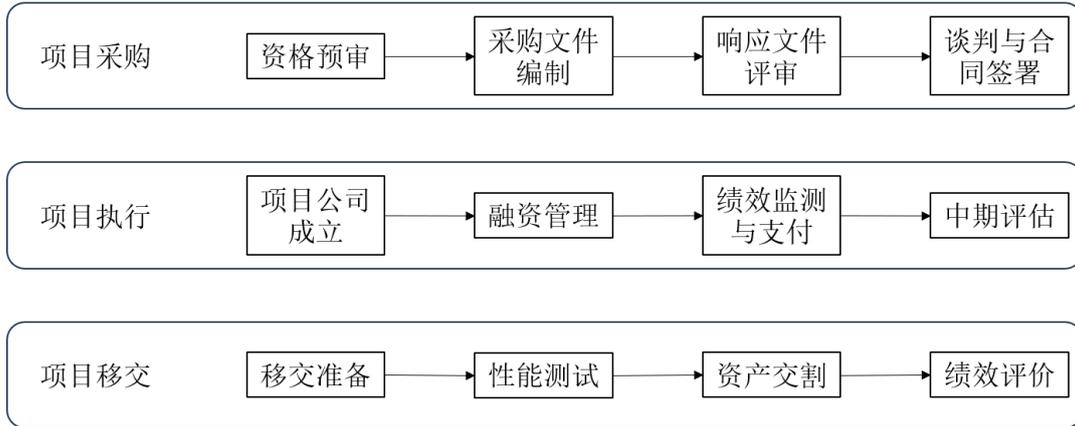 项目采购
资格预审
采购文件
编制
响应文件
评审
谈判与合
同签署
项目执行
项目公司
成立
融资管理
绩效监测
与支付
中期评估
项目移交
移交准备
性能测试
资产交割
绩效评价